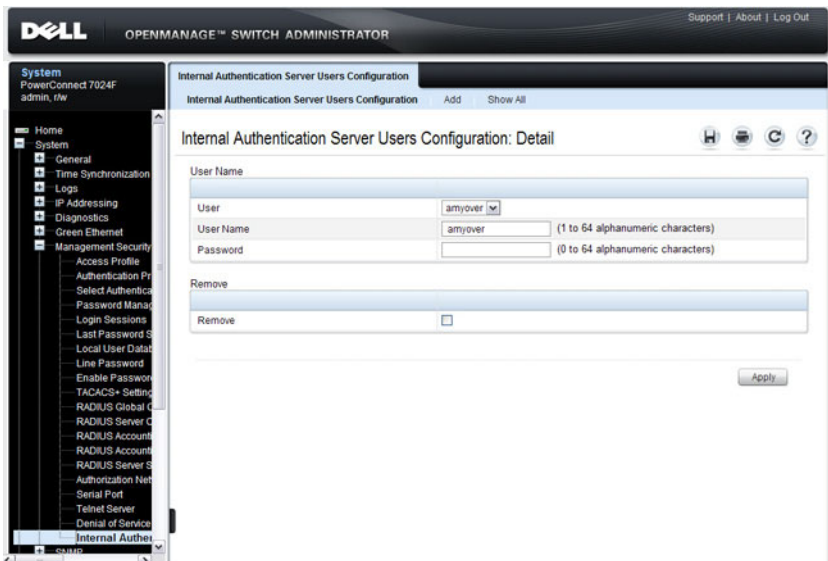 Support | About | Log Out
DELL
OPENMANAGE™ SWITCH ADMINISTRATOR
System
PowerConnect 7024F
admin, r/w
Home
System
General
Time Synchronization
Logs
IP Addressing
Diagnostics
Green Ethernet
Management Security
Access Profile
Authentication Pr
Select Authentica
Password Manag
Login Sessions
Last Password S
Local User Datab
Line Password
Enable Passwor
TACACS+ Setting
RADIUS Global C
RADIUS Server C
RADIUS Accounti
RADIUS Accounti
RADIUS Server S
Authorization Net
Serial Port
Telnet Server
Denial of Service
Internal Authe
SNMP
Internal Authentication Server Users Configuration
Internal Authentication Server Users Configuration Add Show All
Internal Authentication Server Users Configuration: Detail
User Name
User amyover
User Name amyover (1 to 64 alphanumeric characters)
Password (0 to 64 alphanumeric characters)
Remove
Remove
Apply